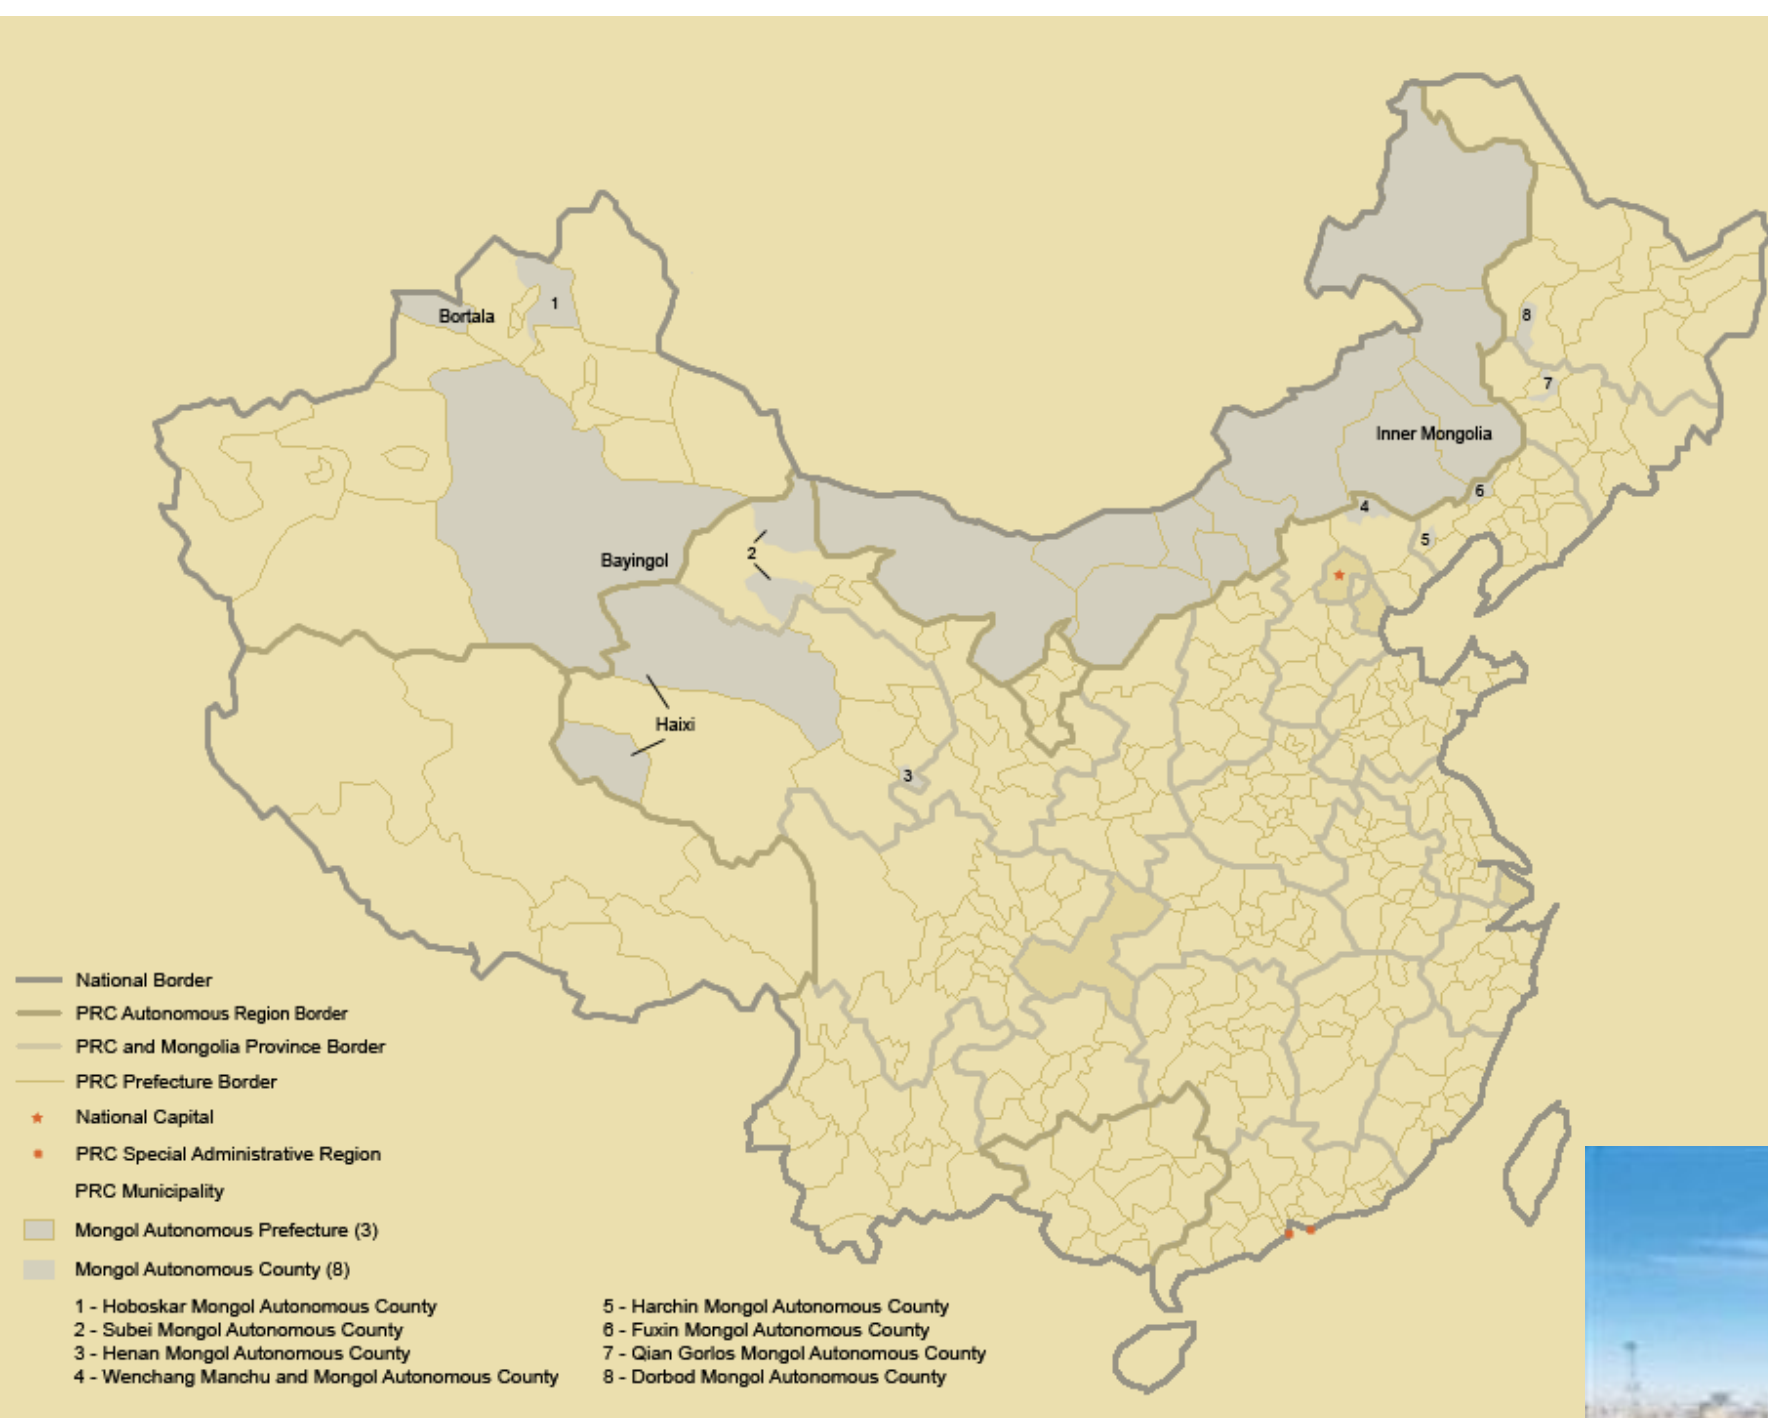 1
Bortala
8
7
Inner Mongolia
6
4
5
2
Bayingol
Haixi
3
National Border
PRC Autonomous Region Border
PRC and Mongolia Province Border
PRC Prefecture Border
National Capital
PRC Special Administrative Region
PRC Municipality
Mongol Autonomous Prefecture (3)
Mongol Autonomous County (8)
1 - Hoboskar Mongol Autonomous County
2 - Subei Mongol Autonomous County
3 - Henan Mongol Autonomous County
4 - Wenchang Manchu and Mongol Autonomous County
5 - Harchin Mongol Autonomous County
6 - Fuxin Mongol Autonomous County
7 - Qian Gorlos Mongol Autonomous County
8 - Dorbod Mongol Autonomous County